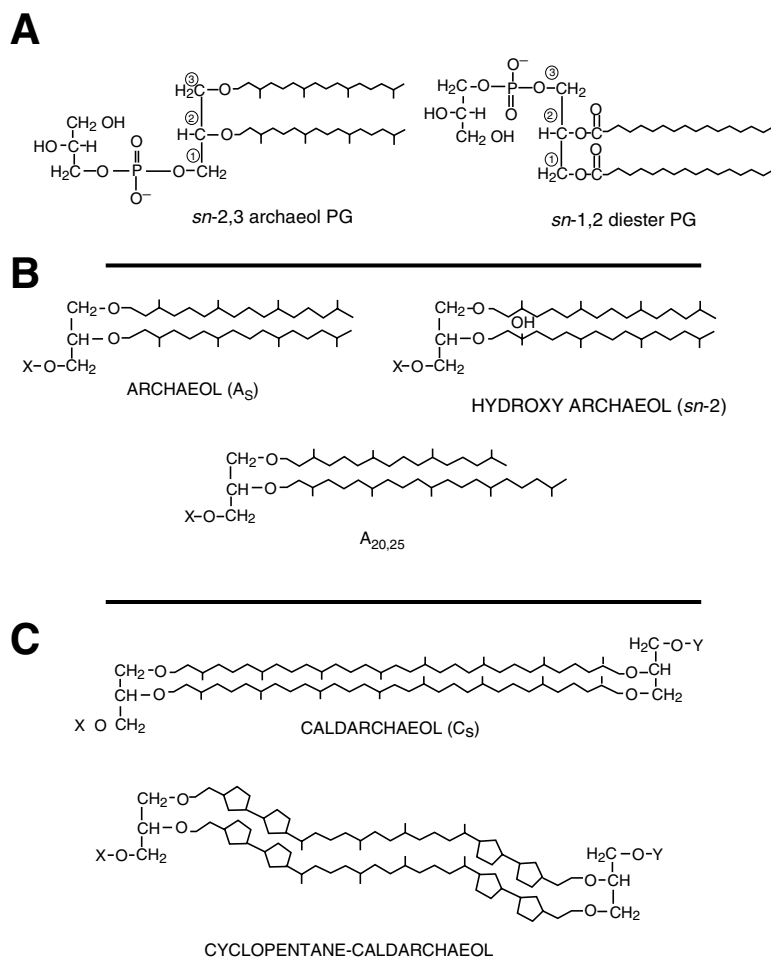 A
H₂C–O
③
②
H–C–O
①
O–CH₂
CH₂ OH
HO–C–H
H₂C–O–P–O
O
O–
sn-2,3 archaeol PG
O–
③
H₂C–O–P–O–CH₂
O
HO–C–H
CH₂ OH
②
O
H–C–O–C
①
O
H₂C–O–C
sn-1,2 diester PG
B
CH₂–O
CH–O
X–O–CH₂
ARCHAEOL (Aₛ)
CH₂–O
OH
CH–O
X–O–CH₂
HYDROXY ARCHAEOL (sn-2)
CH₂–O
CH–O
X–O–CH₂
A₂₀,₂₅
C
H₂C–O–Y
CH₂–O
O–CH
CH–O
O–CH₂
X O CH₂
CALDARCHAEOL (Cₛ)
CH₂–O
CH–O
X–O–CH₂
H₂C–O–Y
O–CH
O–CH₂
CYCLOPENTANE-CALDARCHAEOL